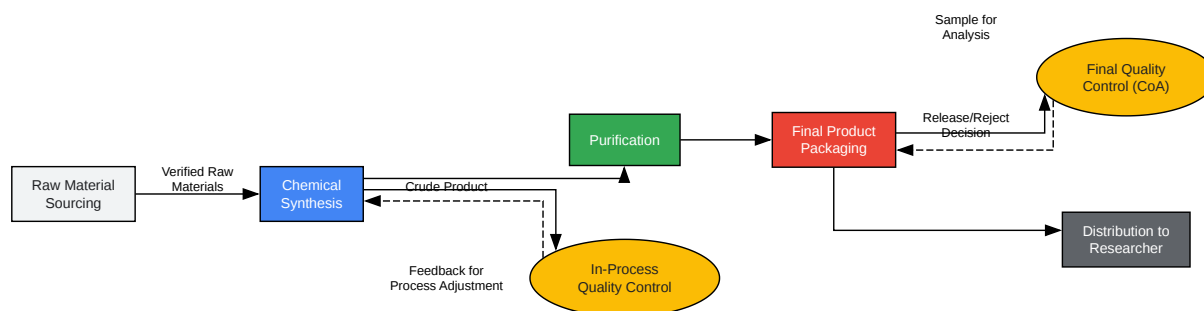 Sample for
Analysis
Final Quality
Control (CoA)
Release/Reject
Decision
Final Product
Packaging
Purification
Verified Raw
Materials
Raw Material
Sourcing
Chemical
Synthesis
Crude Product
Distribution to
Researcher
Feedback for
Process Adjustment
In-Process
Quality Control